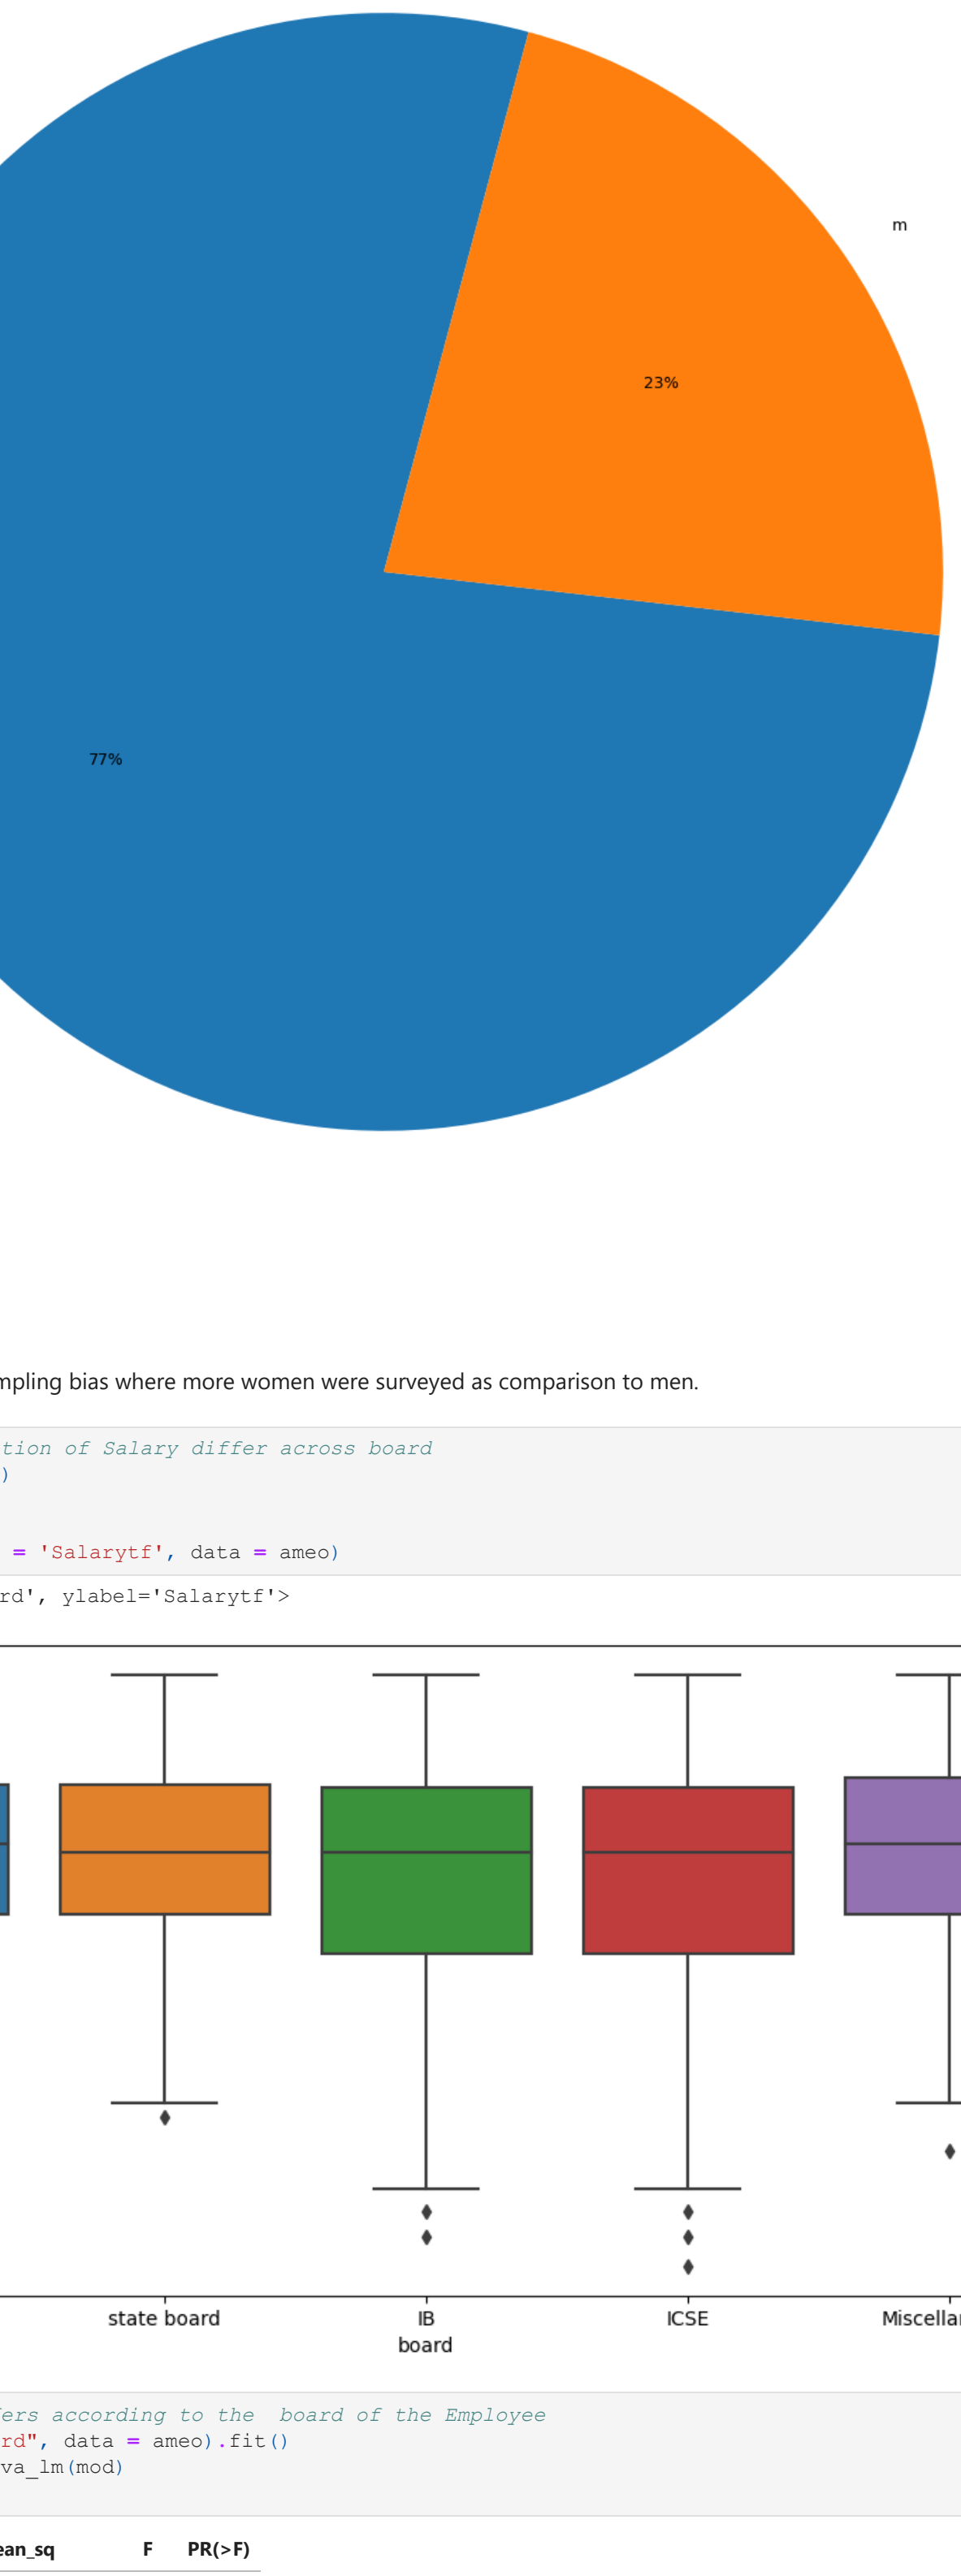 m
23%
77%
mpling bias where more women were surveyed as comparison to men.
tion of Salary differ across board
)
= 'Salarytf', data = ameo)
rd', ylabel='Salarytf'>
state board IB ICSE Miscellan
board
ers according to the  board of the Employee
rd", data = ameo).fit()
va_lm(mod)
ean_sq F PR(>F)